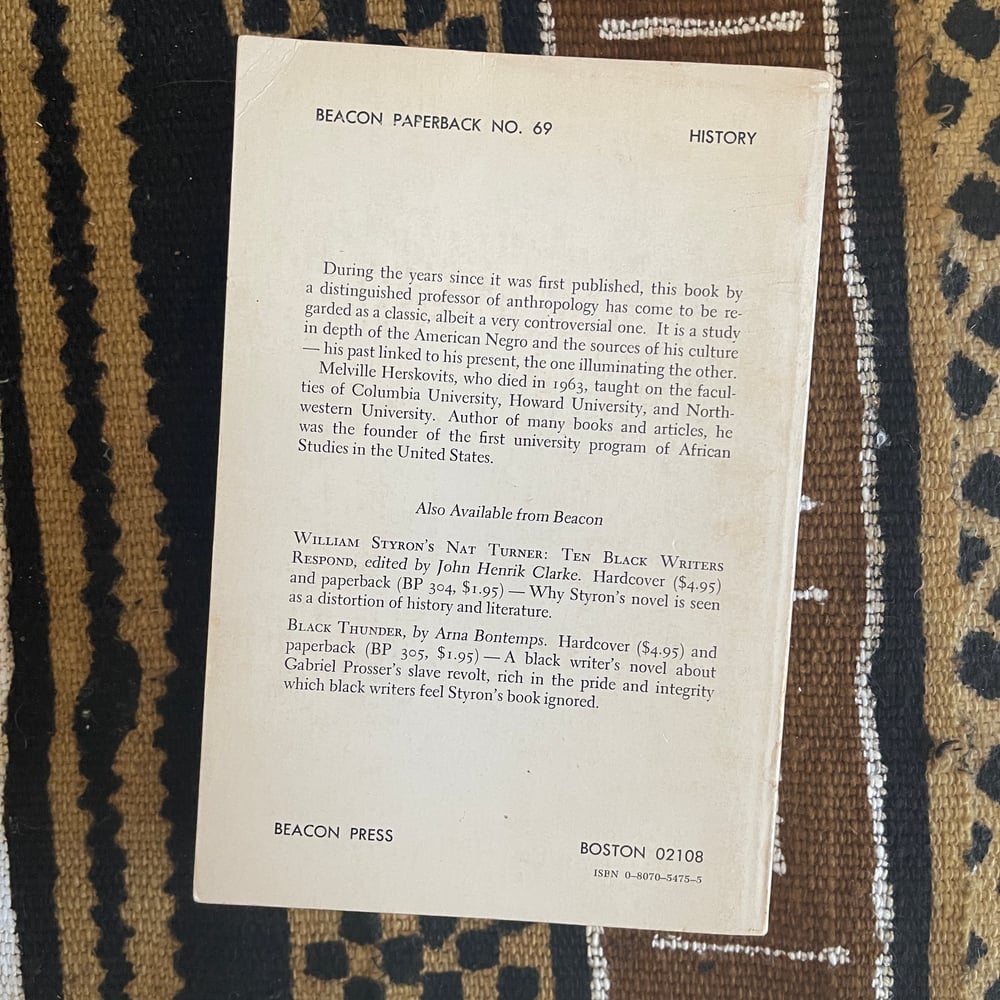 BEACON PAPERBACK NO. 69
HISTORY
During the years since it was first published, this book by
a distinguished professor of anthropology has come to be re-
garded as a classic, albeit a very controversial one. It is a study
in depth of the American Negro and the sources of his culture
— his past linked to his present, the one illuminating the other.
Melville Herskovits, who died in 1963, taught on the facul-
ties of Columbia University, Howard University, and North-
western University. Author of many books and articles, he
was the founder of the first university program of African
Studies in the United States.
Also Available from Beacon
WILLIAM STYRON'S NAT TURNER: TEN BLACK WRITERS
RESPOND, edited by John Henrik Clarke. Hardcover ($4.95)
and paperback (BP 304, $1.95) — Why Styron's novel is seen
as a distortion of history and literature.
BLACK THUNDER, by Arna Bontemps. Hardcover ($4.95) and
paperback (BP 305, $1.95) — A black writer's novel about
Gabriel Prosser's slave revolt, rich in the pride and integrity
which black writers feel Styron's book ignored.
BEACON PRESS
BOSTON 02108
ISBN 0-8070-5475-5